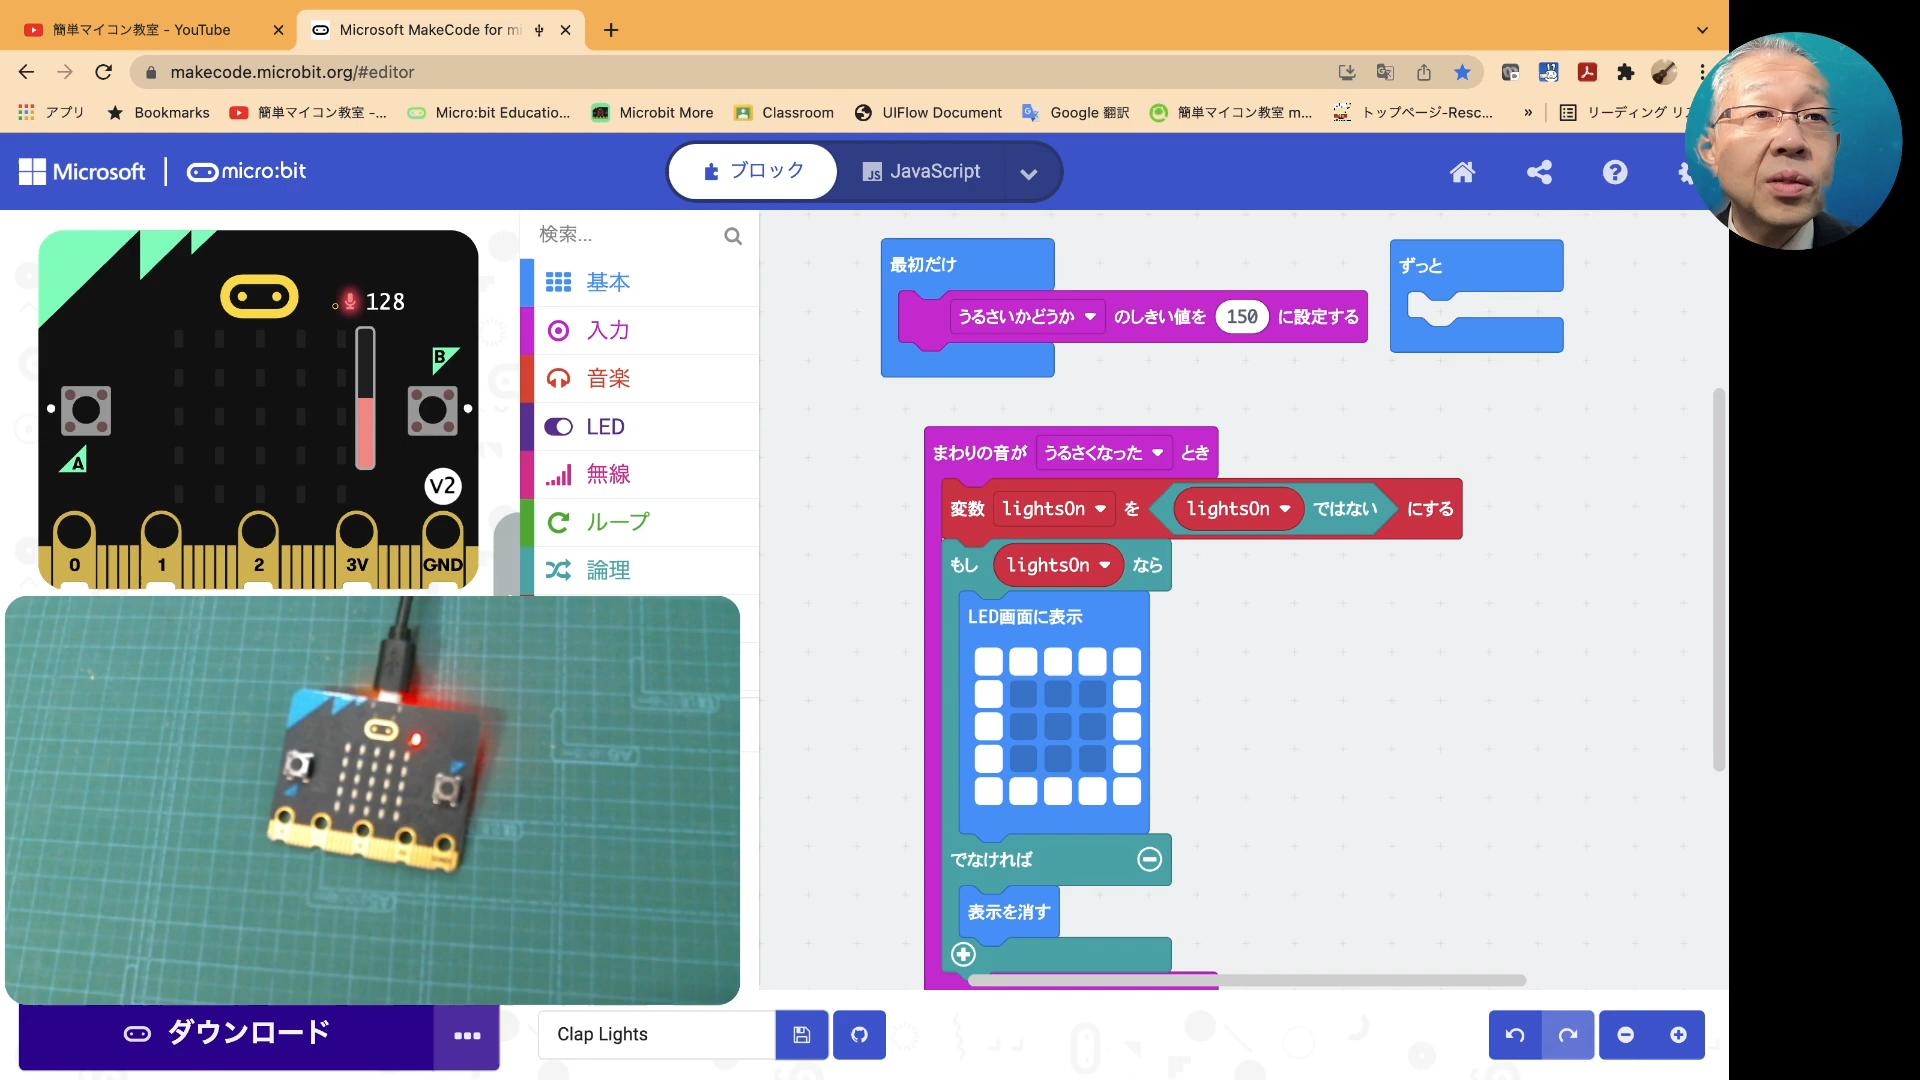 簡単マイコン教室 - YouTube
Microsoft MakeCode for mi
makecode.microbit.org/#editor
アプリ
Bookmarks
簡単マイコン教室 -...
Micro:bit Educatio...
Microbit More
Classroom
UIFlow Document
Google 翻訳
簡単マイコン教室 m...
トップページ-Resc...
»
リーディング リス
Microsoft
micro:bit
ブロック
JS JavaScript
128
B
A
V2
0
1
2
3V
GND
検索...
基本
入力
音楽
LED
無線
ループ
論理
最初だけ
うるさいかどうか のしきい値を 150 に設定する
ずっと
まわりの音が うるさくなった とき
変数 lightsOn を lightsOn ではない にする
もし lightsOn なら
LED画面に表示
でなければ
表示を消す
ダウンロード
Clap Lights